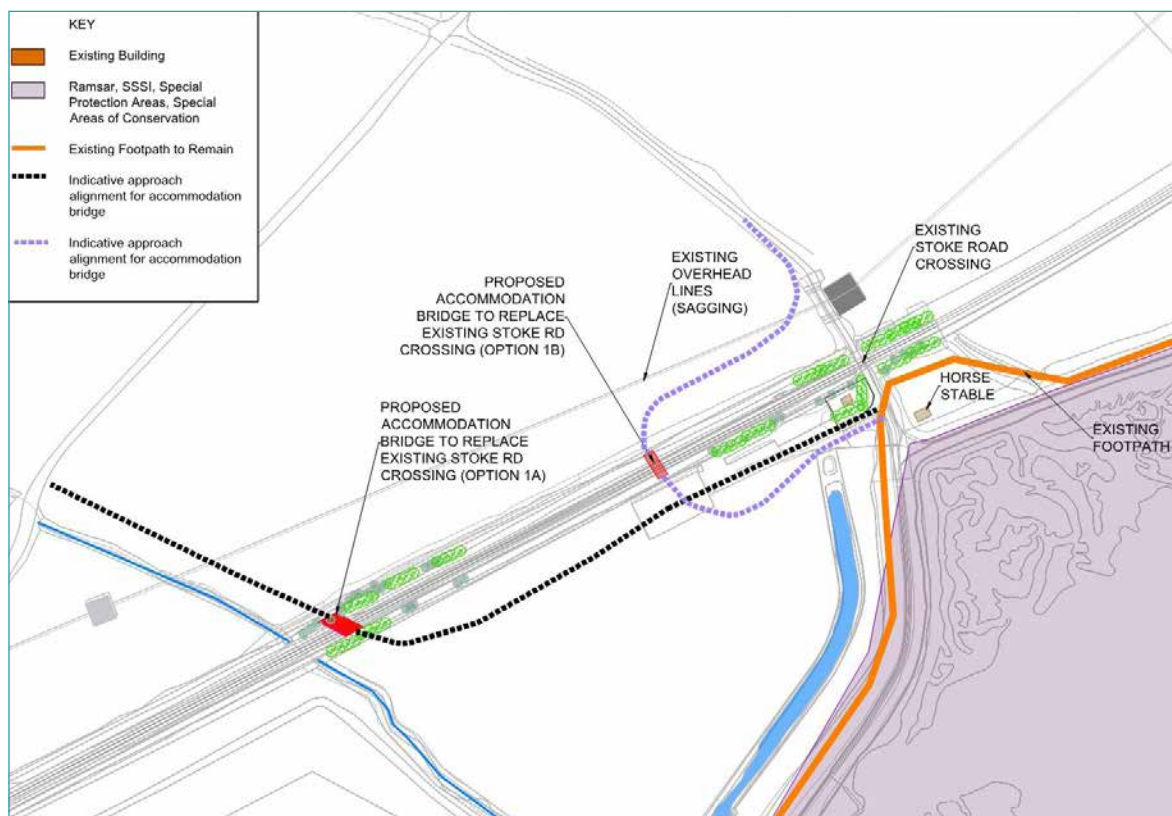 KEY
Existing Building
Ramsar, SSSI, Special
Protection Areas, Special
Areas of Conservation
Existing Footpath to Remain
Indicative approach
alignment for accommodation
bridge
Indicative approach
alignment for accommodation
bridge
PROPOSED
ACCOMMODATION
BRIDGE TO REPLACE
EXISTING STOKE RD
CROSSING (OPTION 1B)
EXISTING
OVERHEAD
LINES
(SAGGING)
EXISTING
STOKE ROAD
CROSSING
PROPOSED
ACCOMMODATION
BRIDGE TO REPLACE
EXISTING STOKE RD
CROSSING (OPTION 1A)
HORSE
STABLE
EXISTING
FOOTPATH